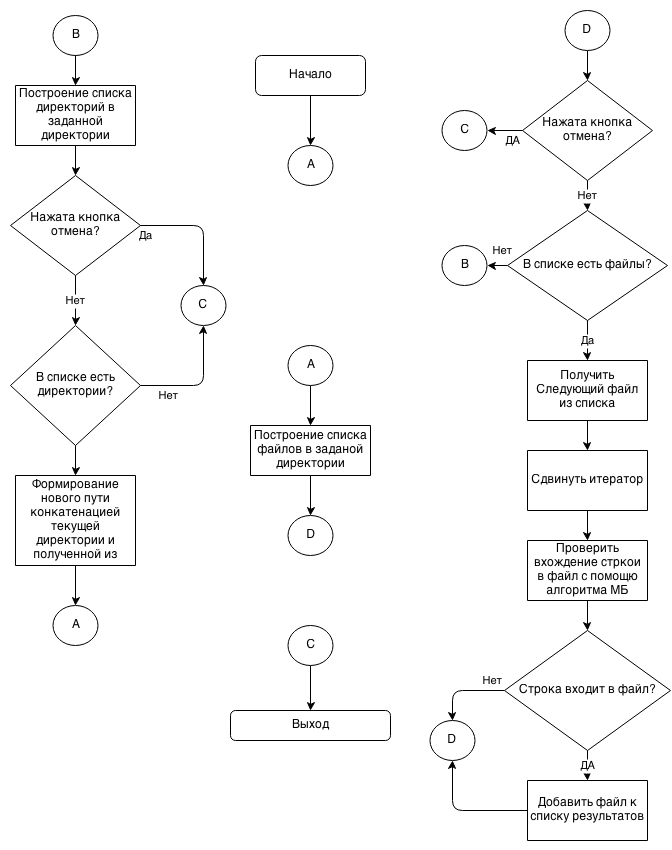 B
Построение списка
директорий в
заданной
директории
Нажата кнопка
отмена?
Да
Нет
C
В списке есть
директории?
Нет
Формирование
нового пути
конкатенацией
текущей
директории и
полученной из
A
Начало
A
A
Построение списка
файлов в заданой
директории
D
C
Выход
D
Нажата кнопка
отмена?
ДА
C
Нет
В списке есть файлы?
Нет
B
Да
Получить
Следующий файл
из списка
Сдвинуть итератор
Проверить
вхождение стркои
в файл с помощю
алгоритма МБ
Строка входит в файл?
Нет
D
ДА
Добавить файл к
списку результатов